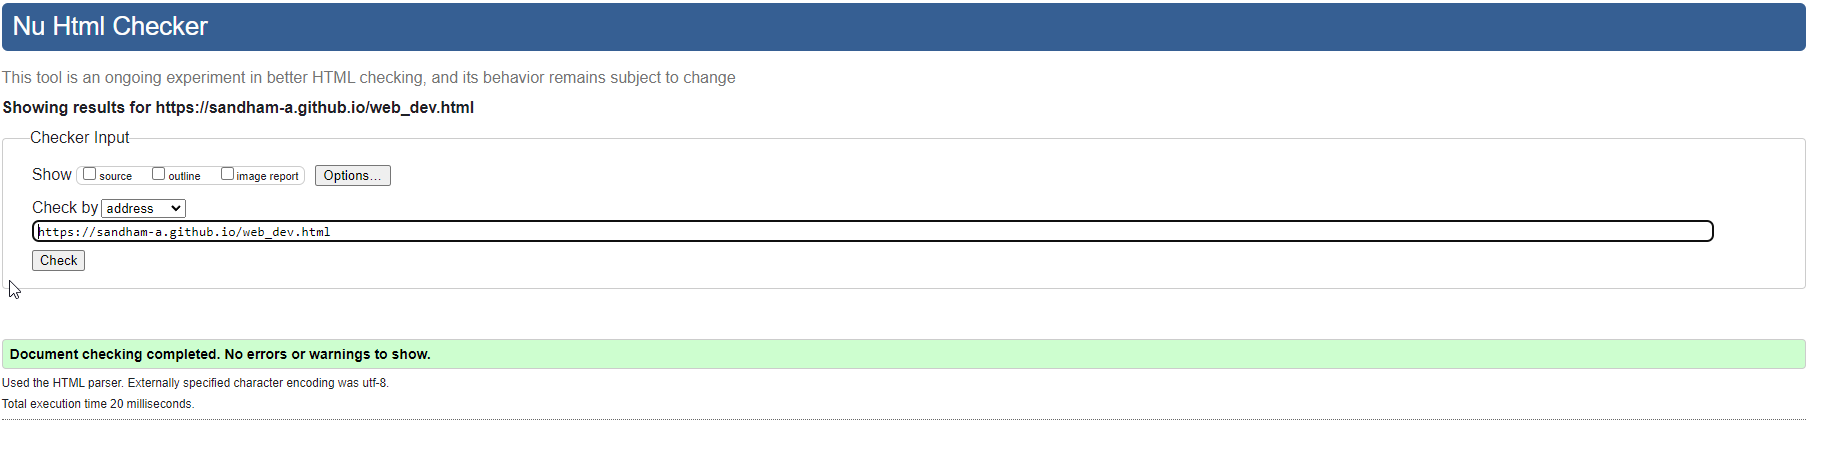 Nu Html Checker
This tool is an ongoing experiment in better HTML checking, and its behavior remains subject to change
Showing results for https://sandham-a.github.io/web_dev.html
Checker Input
Show source outline image report Options...
Check by address
https://sandham-a.github.io/web_dev.html
Check
Document checking completed. No errors or warnings to show.
Used the HTML parser. Externally specified character encoding was utf-8.
Total execution time 20 milliseconds.